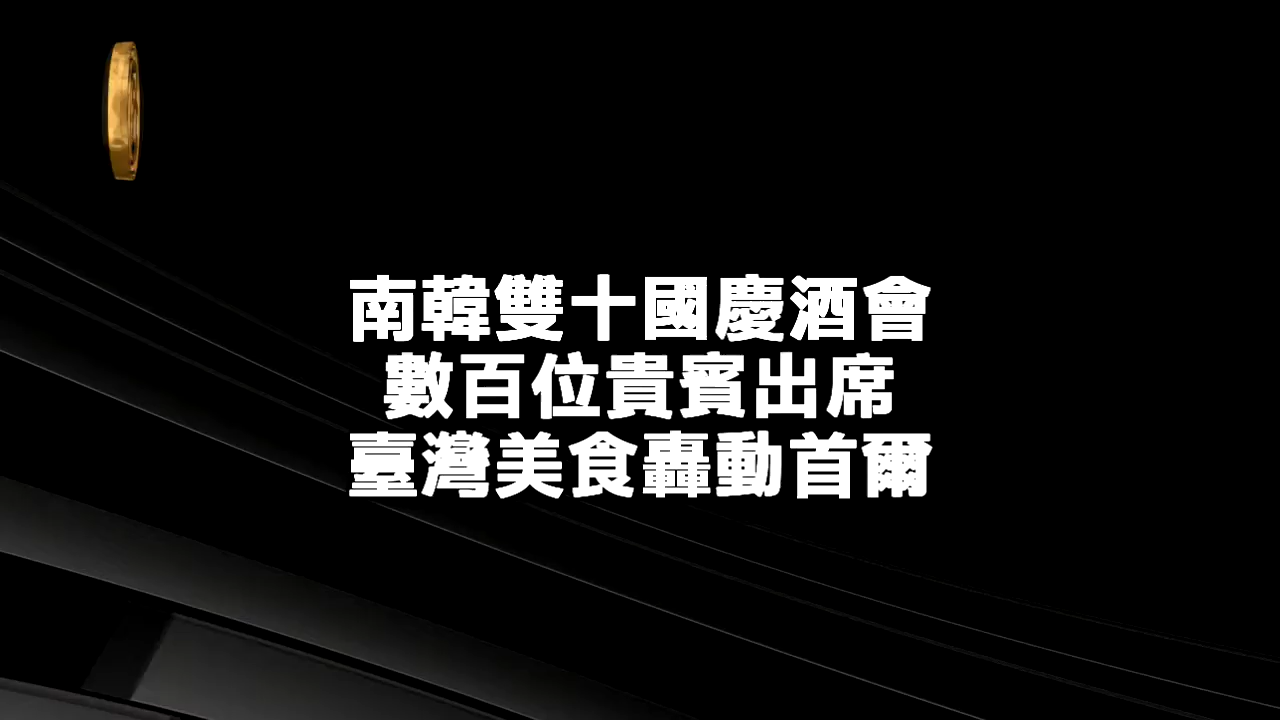 南韓雙十國慶酒會
數百位貴賓出席
臺灣美食轟動首爾